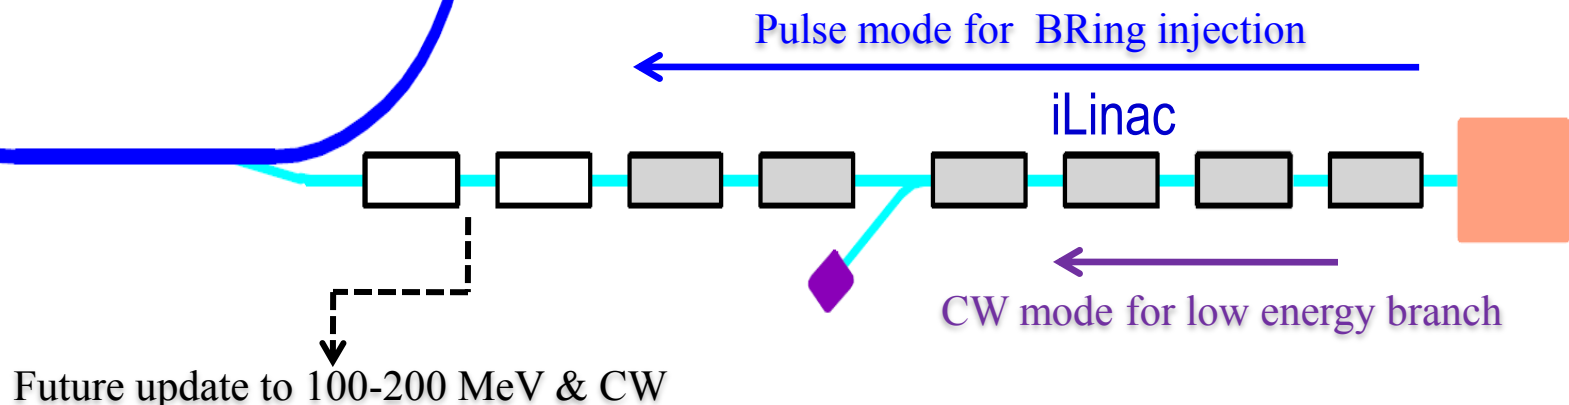 Pulse mode for BRing injection
iLinac
CW mode for low energy branch
Future update to 100-200 MeV & CW